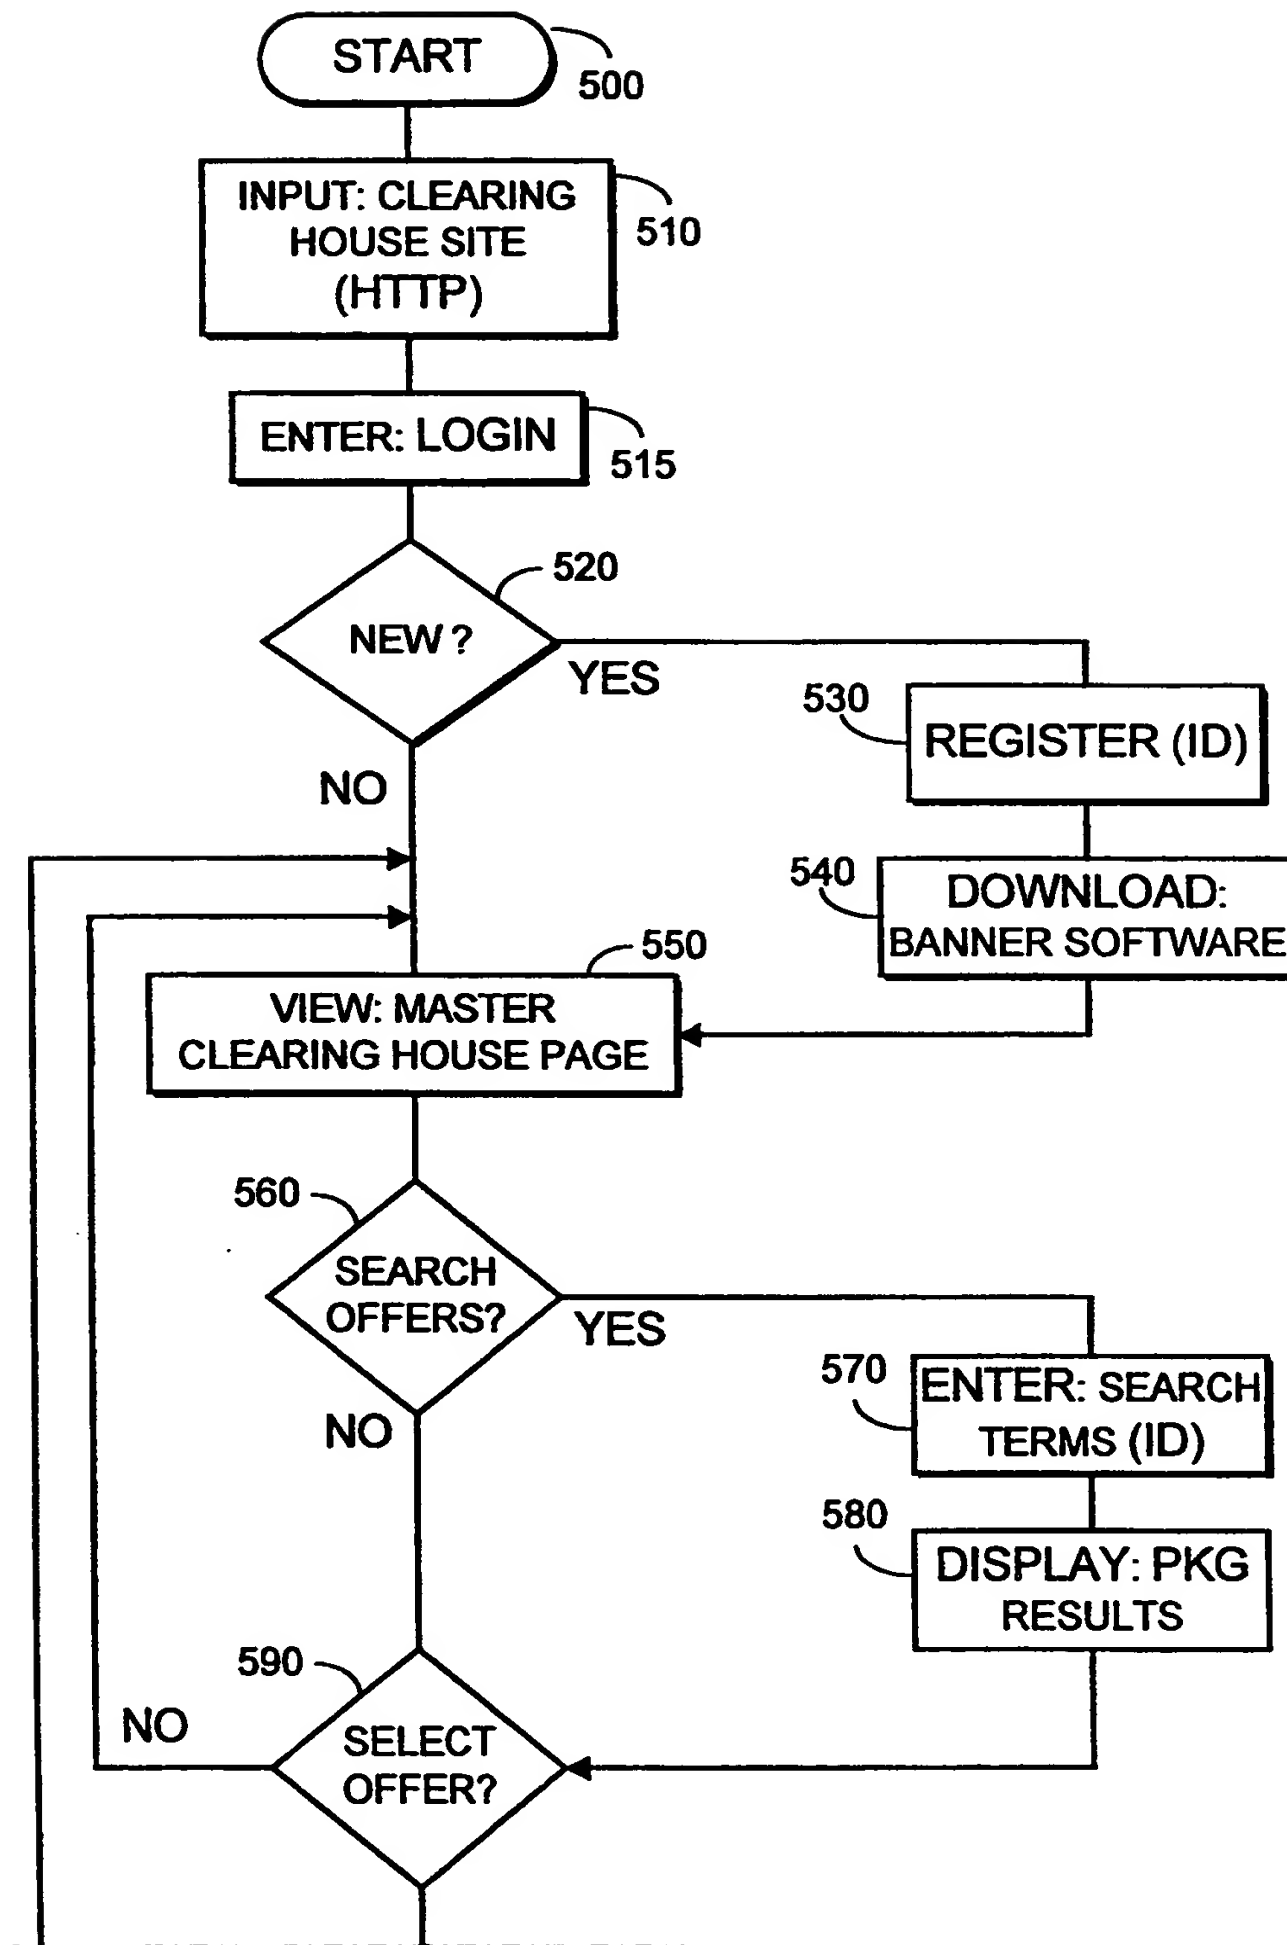 START
500
INPUT: CLEARING
HOUSE SITE
(HTTP)
510
ENTER: LOGIN
515
520
NEW ?
YES
NO
530
REGISTER (ID)
540
DOWNLOAD:
BANNER SOFTWARE
550
VIEW: MASTER
CLEARING HOUSE PAGE
560
SEARCH
OFFERS?
YES
NO
570
ENTER: SEARCH
TERMS (ID)
580
DISPLAY: PKG
RESULTS
590
SELECT
OFFER?
NO